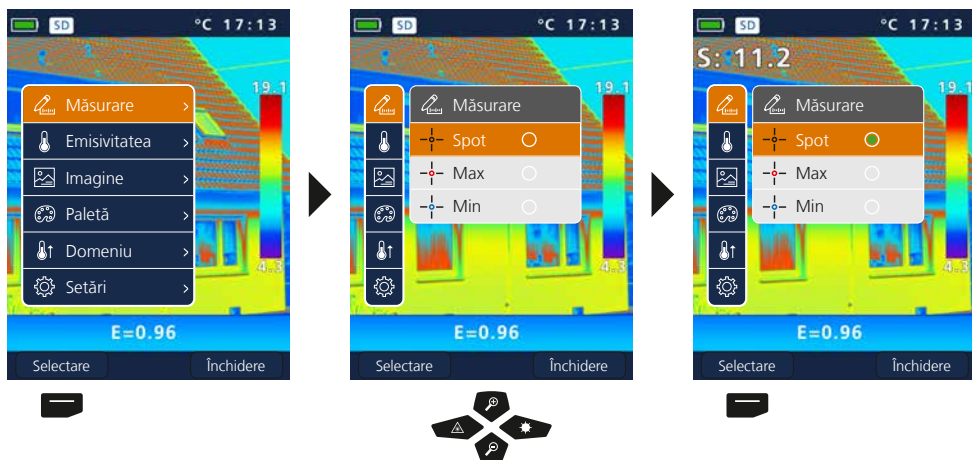 SD °C 17:13
19.1
Măsurare
Emisivitatea
Imagine
Paletă
Domeniu
Setări
4.3
E=0.96
Selectare Închidere
SD °C 17:13
19.1
Măsurare
Spot
Max
Min
4.3
E=0.96
Selectare Închidere
SD °C 17:13
S: 11.2
19.1
Măsurare
Spot
Max
Min
4.3
E=0.96
Selectare Închidere